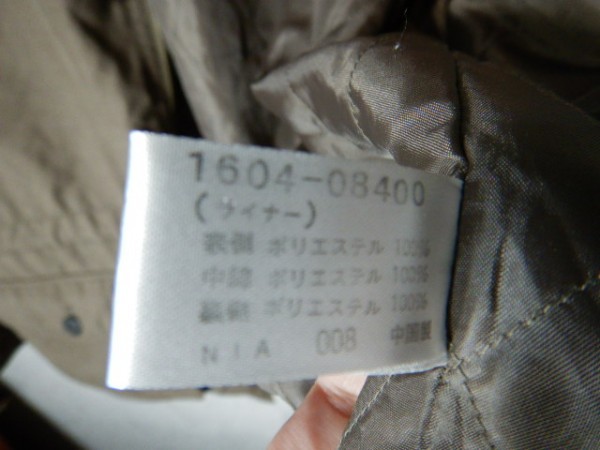 1604-08400
(ライナー)
表側 ポリエステル 100%
中綿 ポリエステル 100%
裏側 ポリエステル 100%
NIA 008 中国製